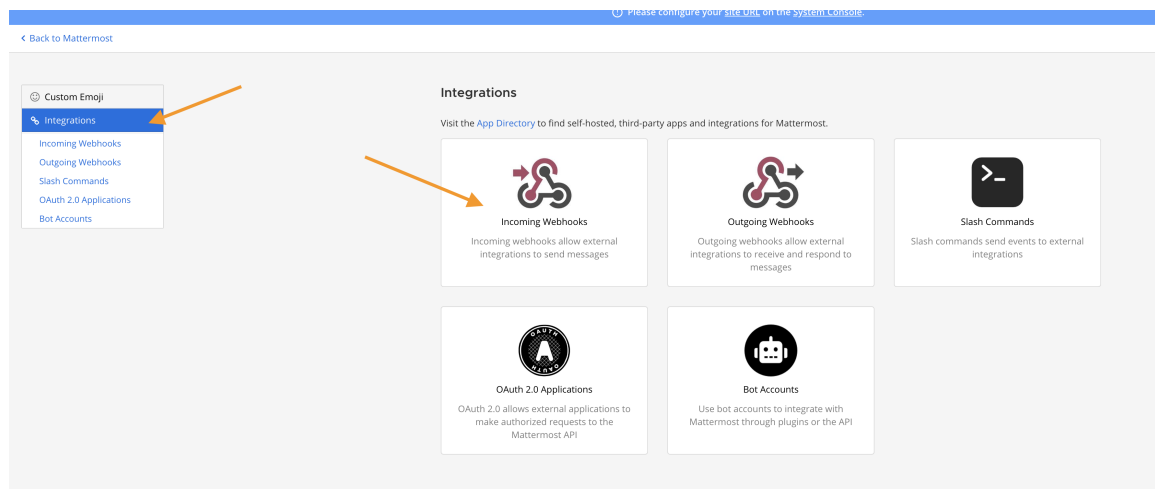 Please configure your site URL on the System Console.
Back to Mattermost
Custom Emoji
Integrations
Incoming Webhooks
Outgoing Webhooks
Slash Commands
OAuth 2.0 Applications
Bot Accounts
Integrations
Visit the App Directory to find self-hosted, third-party apps and integrations for Mattermost.
Incoming Webhooks
Incoming webhooks allow external
integrations to send messages
Outgoing Webhooks
Outgoing webhooks allow external
integrations to receive and respond to
messages
>_
Slash Commands
Slash commands send events to external
integrations
OAUTH
A
OAUTH
OAuth 2.0 Applications
OAuth 2.0 allows external applications to
make authorized requests to the
Mattermost API
Bot Accounts
Use bot accounts to integrate with
Mattermost through plugins or the API